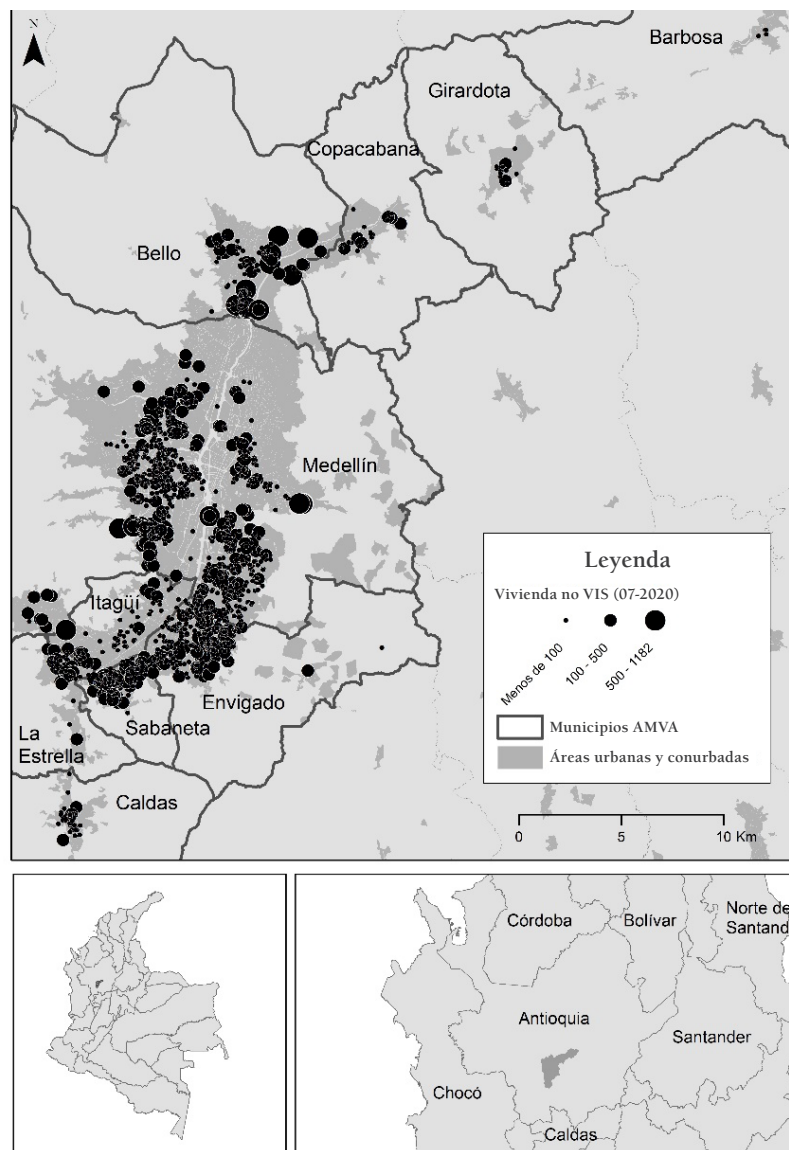 N
Barbosa
Girardota
Copacabana
Bello
Medellín
Itagüí
Envigado
Sabaneta
La
Estrella
Caldas
Leyenda
Vivienda no VIS (07-2020)
Menos de 100
100 - 500
500 - 1182
Municipios AMVA
Áreas urbanas y conurbadas
0 5 10 Km
Córdoba
Bolívar
Norte de
Santand
Antioquia
Santander
Chocó
Caldas